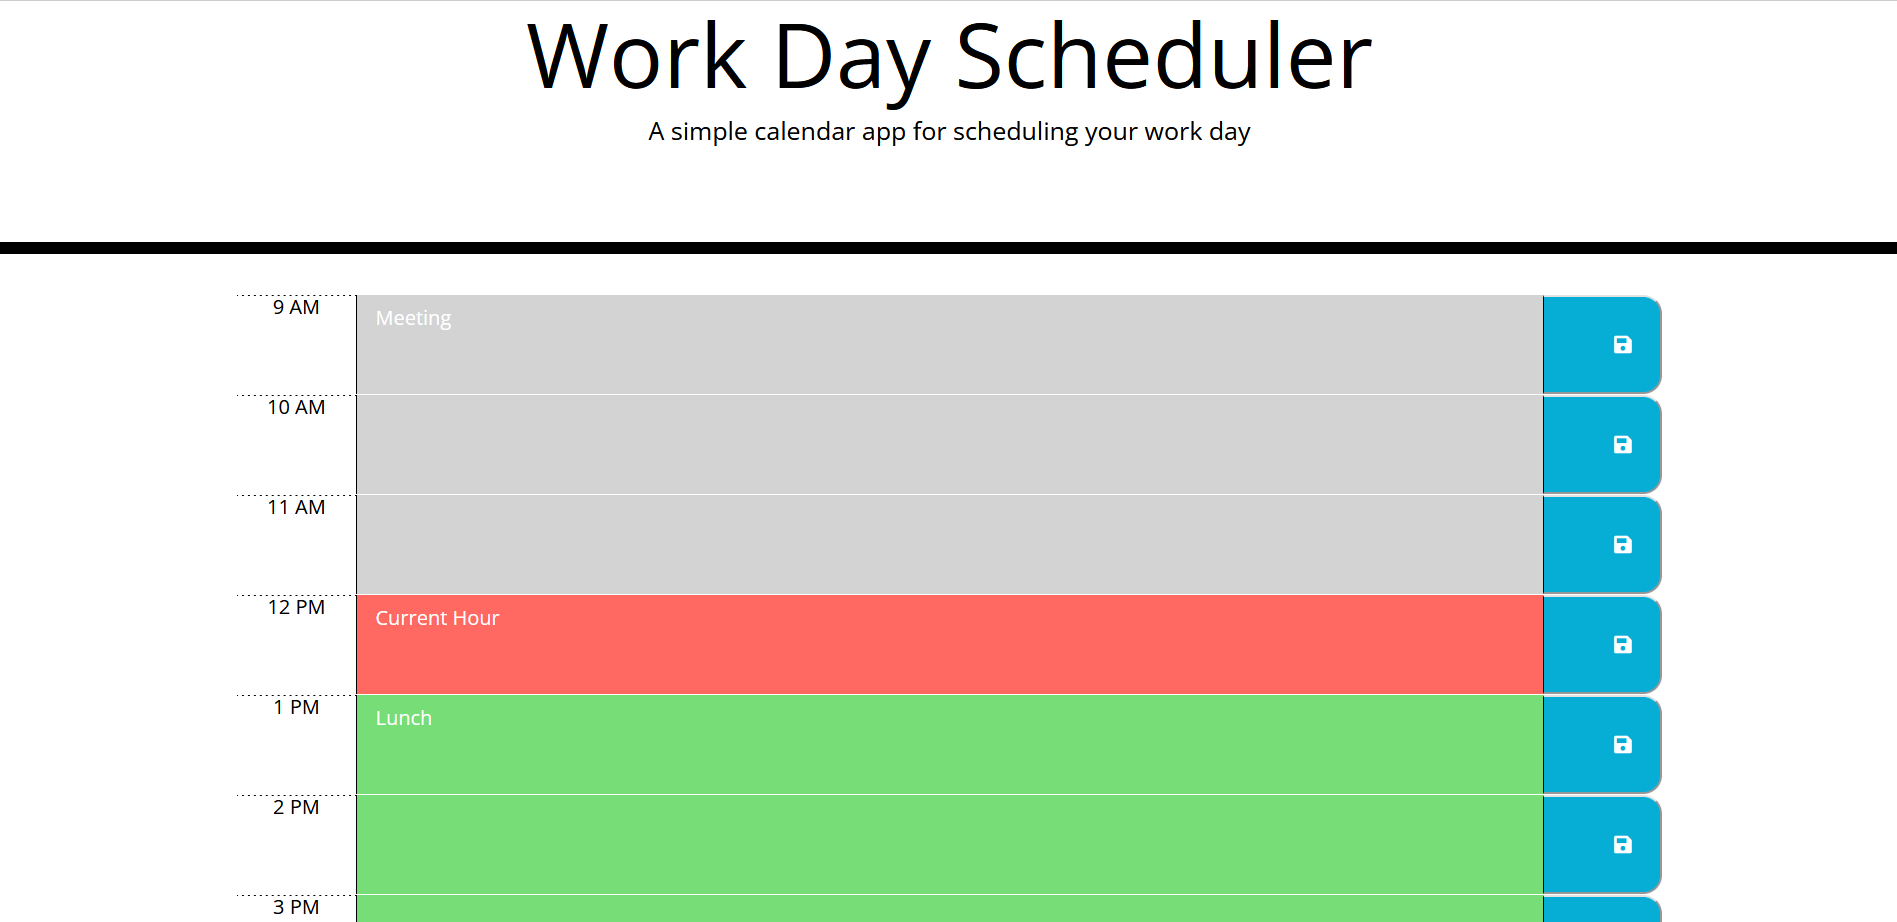 Work Day Scheduler
A simple calendar app for scheduling your work day
9 AM
Meeting
10 AM
11 AM
12 PM
Current Hour
1 PM
Lunch
2 PM
3 PM